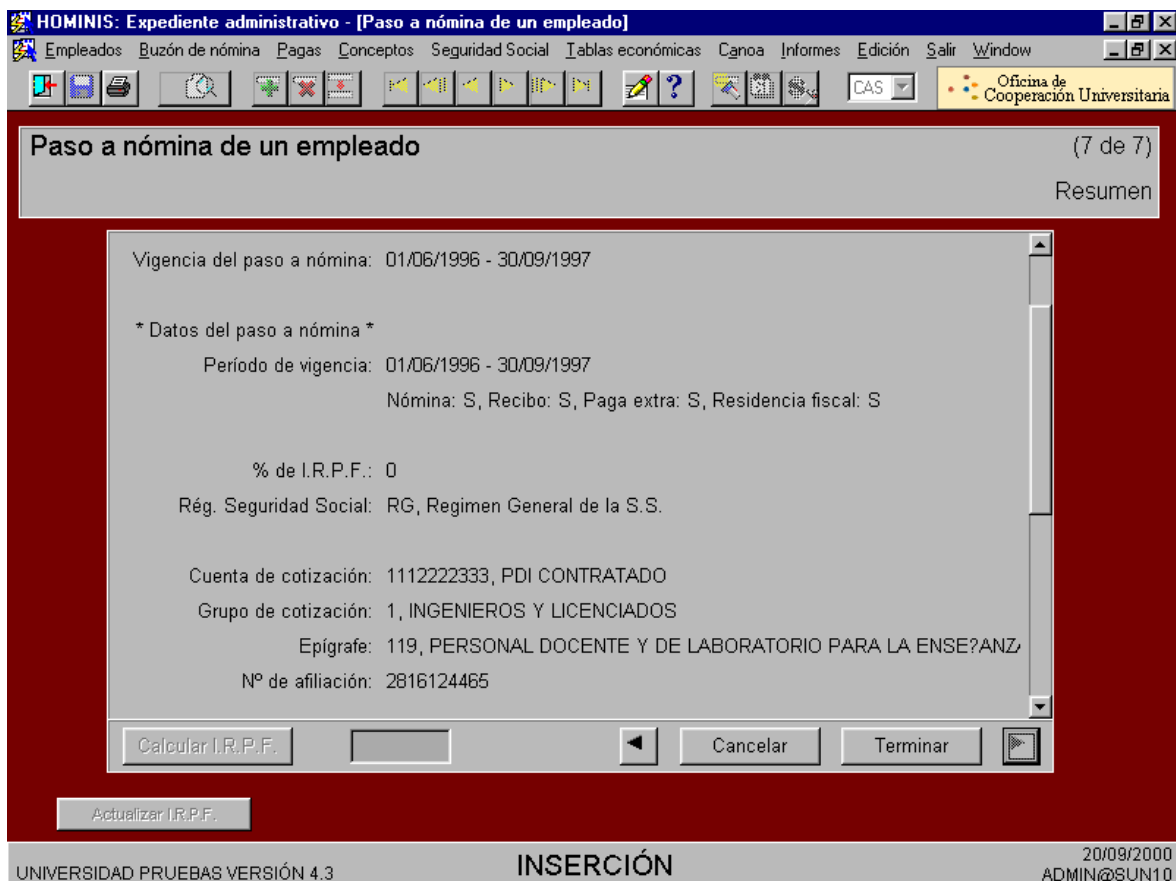 HOMINIS: Expediente administrativo - [Paso a nómina de un empleado]
Empleados Buzón de nómina Pagas Conceptos Seguridad Social Tablas económicas Canoa Informes Edición Salir Window
CAS
Oficina de
Cooperación Universitaria
Paso a nómina de un empleado (7 de 7)
Resumen
Vigencia del paso a nómina: 01/06/1996 - 30/09/1997
* Datos del paso a nómina *
Período de vigencia: 01/06/1996 - 30/09/1997
Nómina: S, Recibo: S, Paga extra: S, Residencia fiscal: S
% de I.R.P.F.: 0
Rég. Seguridad Social: RG, Regimen General de la S.S.
Cuenta de cotización: 1112222333, PDI CONTRATADO
Grupo de cotización: 1, INGENIEROS Y LICENCIADOS
Epígrafe: 119, PERSONAL DOCENTE Y DE LABORATORIO PARA LA ENSE?ANZ
Nº de afiliación: 2816124465
Calcular I.R.P.F. Cancelar Terminar
Actualizar I.R.P.F.
UNIVERSIDAD PRUEBAS VERSIÓN 4.3 INSERCIÓN 20/09/2000
ADMIN@SUN10